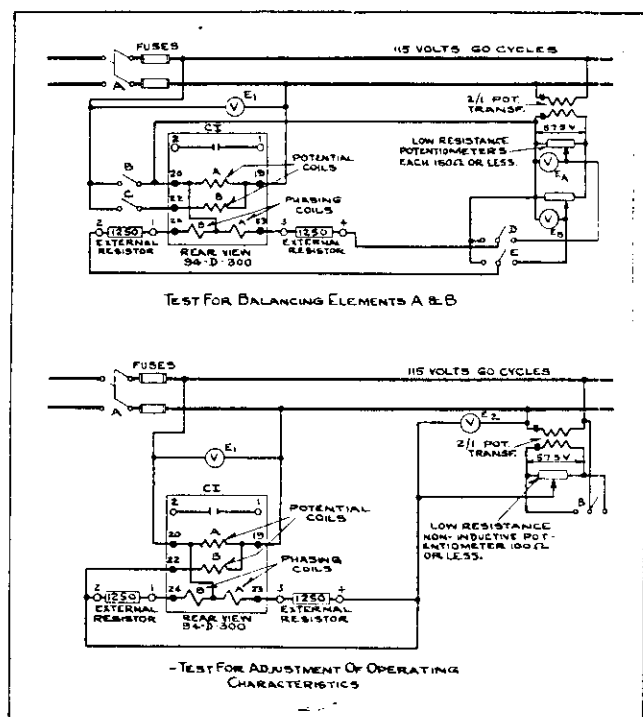 FUSES
115 VOLTS 60 CYCLES
A
E1
V
2/1 POT.
TRANSF.
57.5V
CI
2
1
LOW RESISTANCE
POTENTIOMETERS
EACH 150Ω OR LESS.
POTENTIAL
COILS
V
EA
B
20
A
19
C
22
B
PHASING
COILS
V
EB
2
1250
1
24
B
A
23
3
1250
4
D
E
EXTERNAL
RESISTOR
REAR VIEW
94-D-300
EXTERNAL
RESISTOR
TEST FOR BALANCING ELEMENTS A & B
FUSES
115 VOLTS 60 CYCLES
A
V
E2
E1
V
2/1 POT.
TRANSF.
57.5V
CI
2
1
B
20
A
19
POTENTIAL
COILS
22
B
LOW RESISTANCE
NON-INDUCTIVE POT-
ENTIOMETER 100Ω
OR LESS.
PHASING
COILS
2
1250
1
24
B
A
23
3
1250
4
EXTERNAL
RESISTOR
REAR VIEW
94-D-300
EXTERNAL
RESISTOR
-TEST FOR ADJUSTMENT OF OPERATING
CHARACTERISTICS